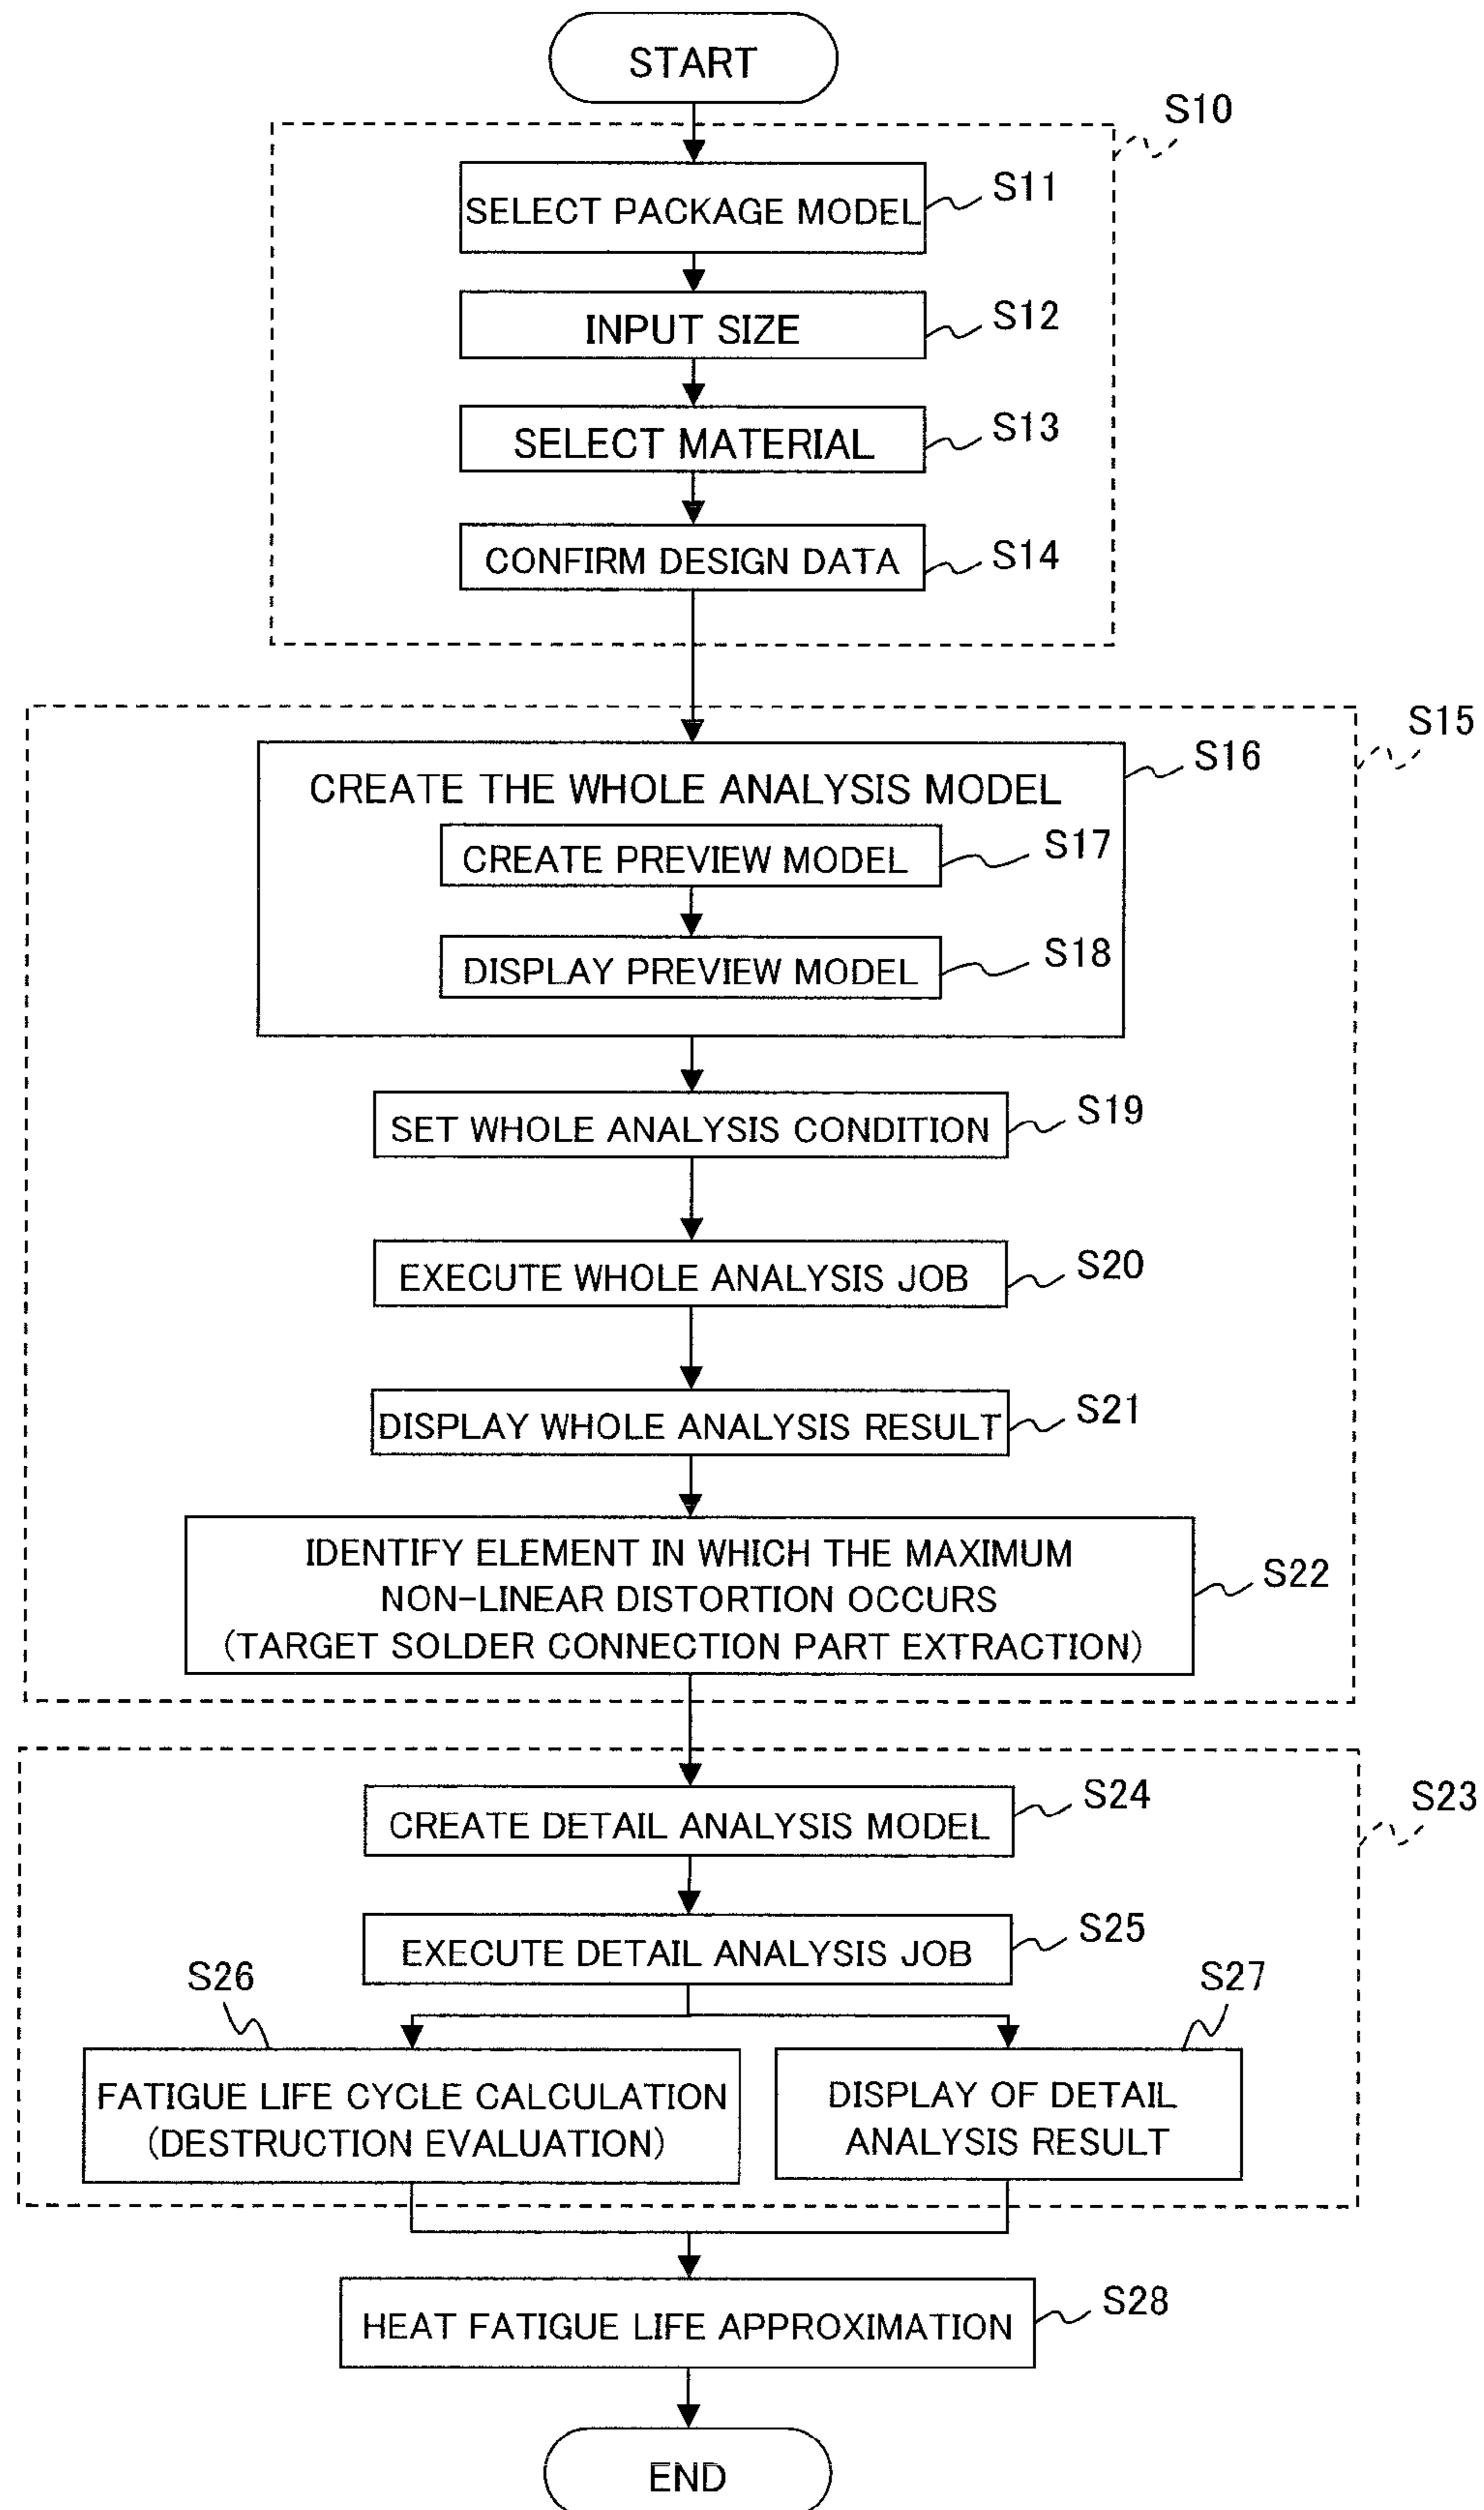 START
S10
SELECT PACKAGE MODEL
S11
INPUT SIZE
S12
SELECT MATERIAL
S13
CONFIRM DESIGN DATA
S14
S15
CREATE THE WHOLE ANALYSIS MODEL
S16
CREATE PREVIEW MODEL
S17
DISPLAY PREVIEW MODEL
S18
SET WHOLE ANALYSIS CONDITION
S19
EXECUTE WHOLE ANALYSIS JOB
S20
DISPLAY WHOLE ANALYSIS RESULT
S21
IDENTIFY ELEMENT IN WHICH THE MAXIMUM
NON-LINEAR DISTORTION OCCURS
(TARGET SOLDER CONNECTION PART EXTRACTION)
S22
S23
CREATE DETAIL ANALYSIS MODEL
S24
EXECUTE DETAIL ANALYSIS JOB
S25
S26
FATIGUE LIFE CYCLE CALCULATION
(DESTRUCTION EVALUATION)
S27
DISPLAY OF DETAIL
ANALYSIS RESULT
HEAT FATIGUE LIFE APPROXIMATION
S28
END